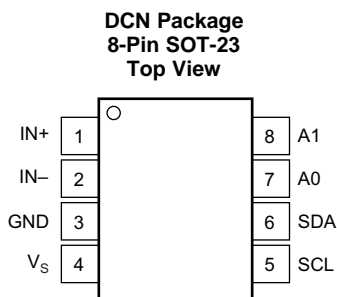 DCN Package
8-Pin SOT-23
Top View
IN+ 1 8 A1
IN– 2 7 A0
GND 3 6 SDA
VS 4 5 SCL